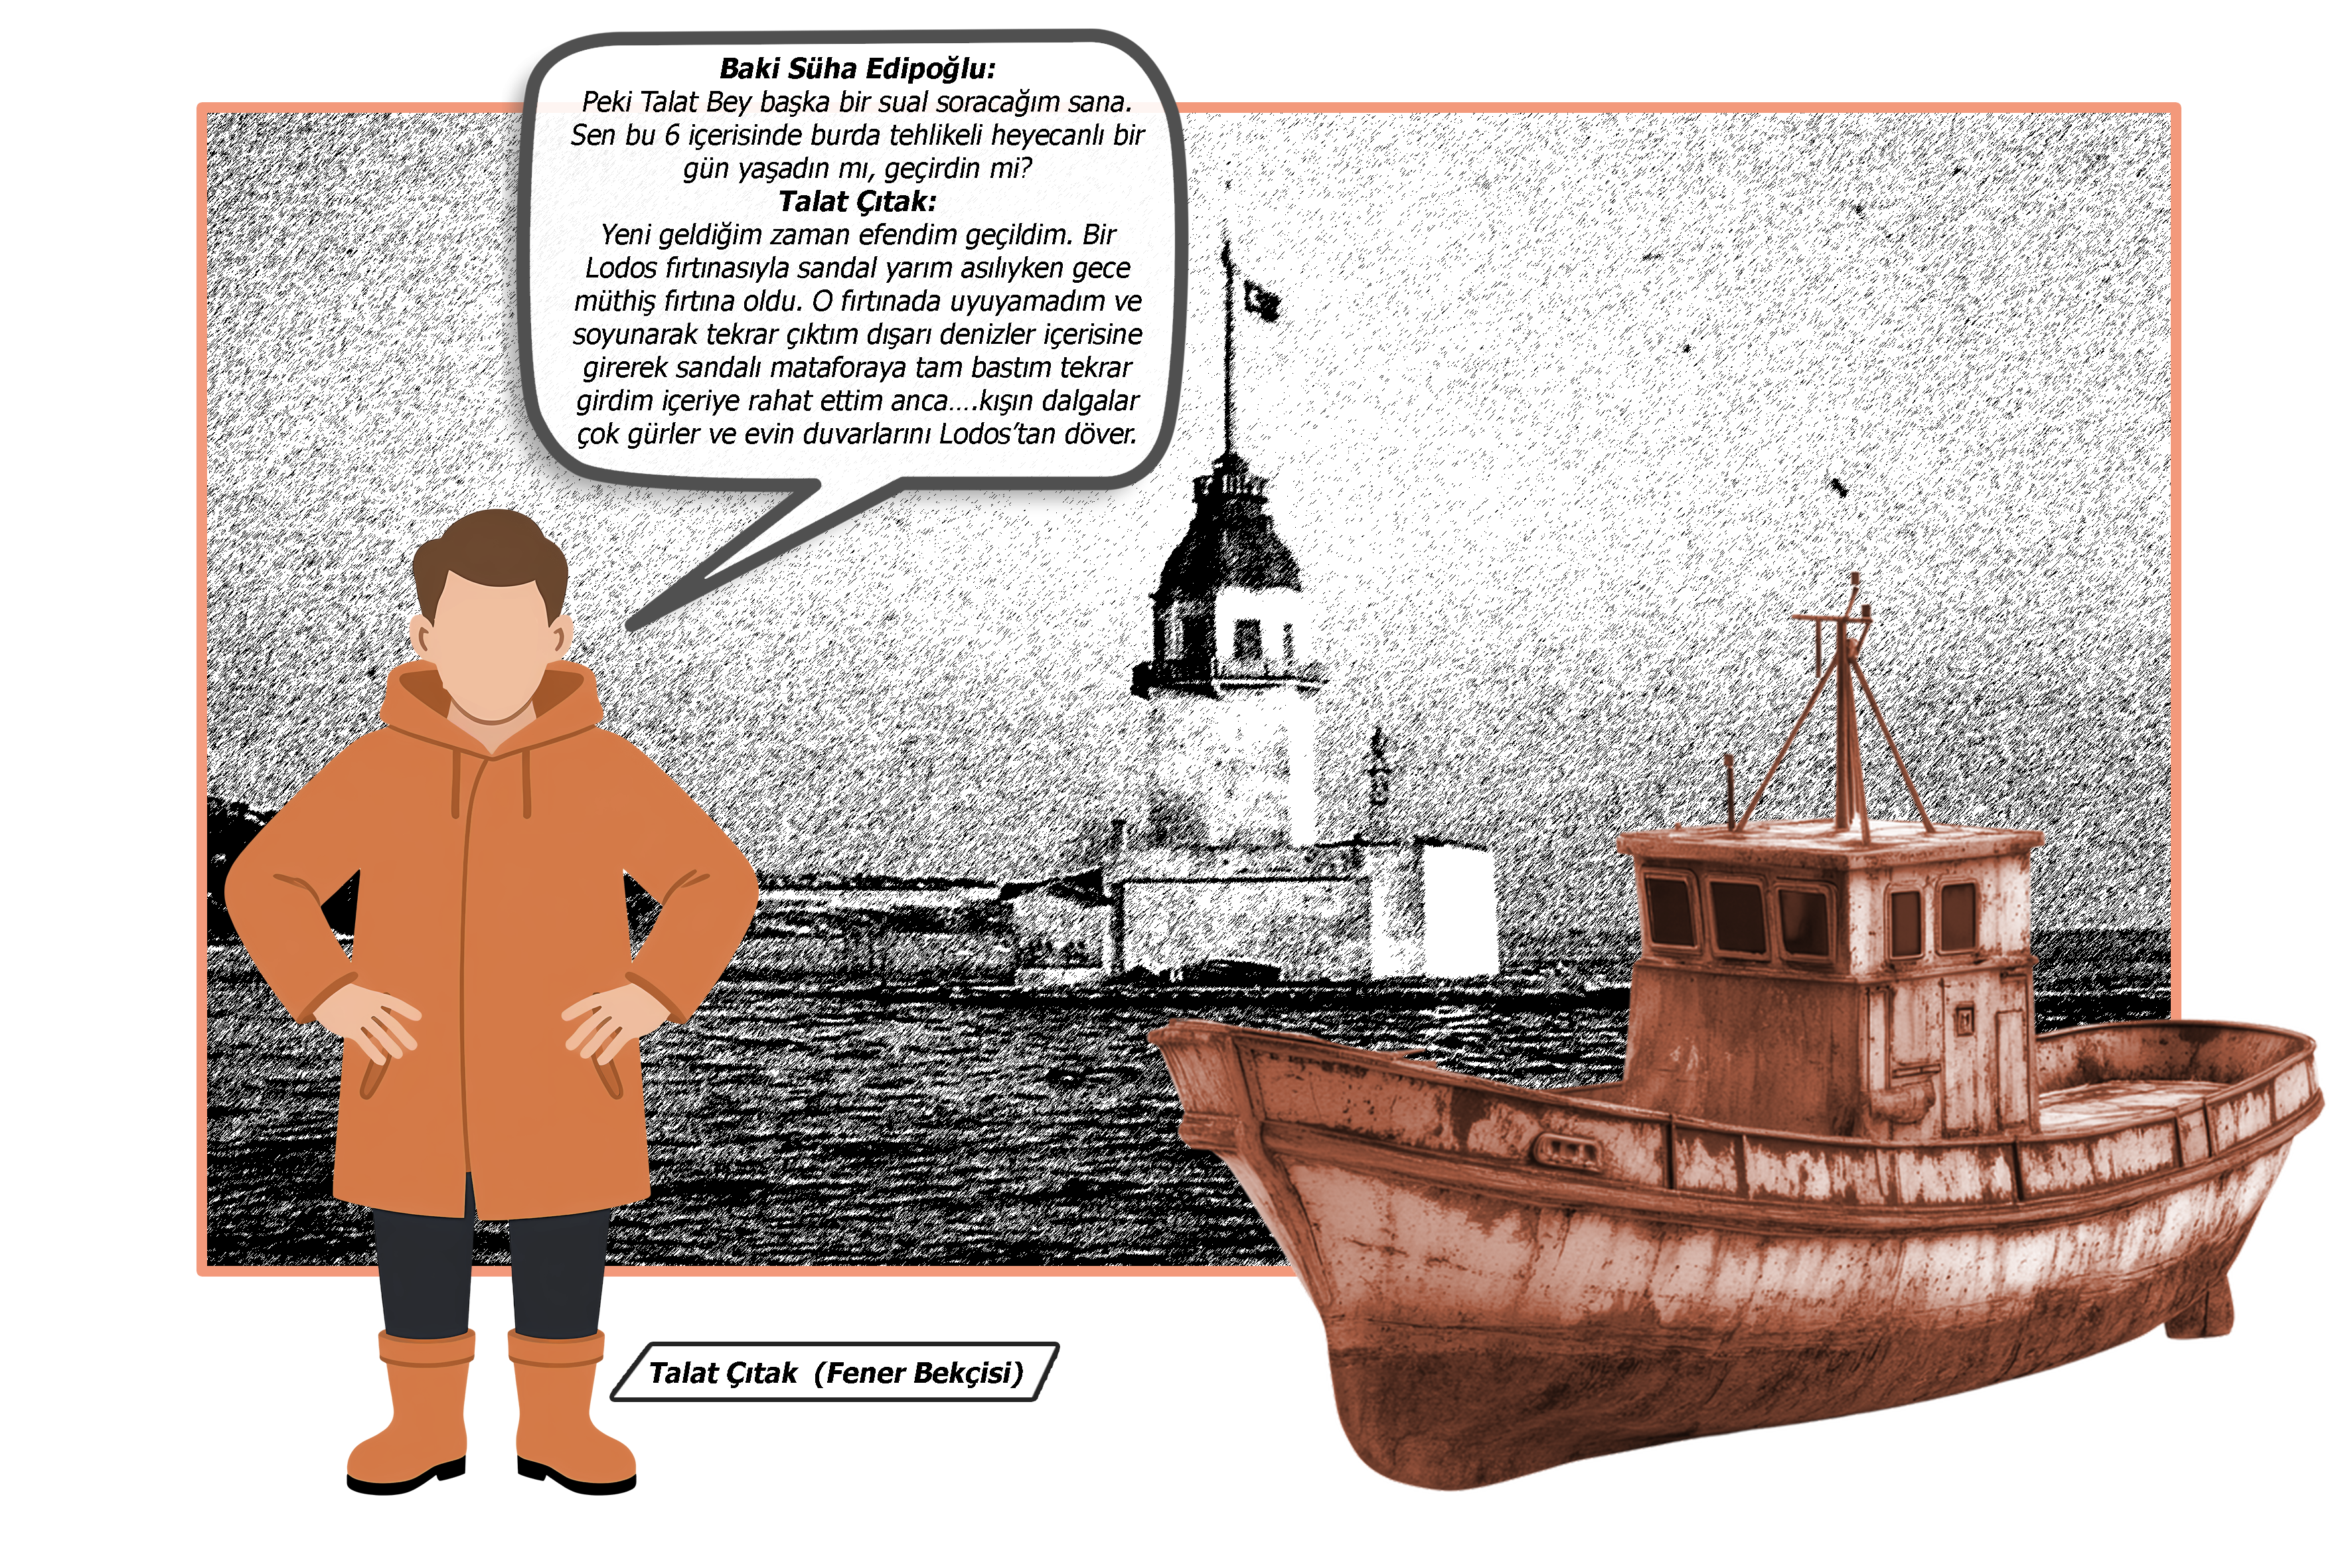 Baki Süha Edipoğlu:
Peki Talat Bey başka bir sual soracağım sana.
Sen bu 6 içerisinde burda tehlikeli heyecanlı bir
gün yaşadın mı, geçirdin mi?
Talat Çıtak:
Yeni geldiğim zaman efendim geçildim. Bir
Lodos fırtınasıyla sandal yarım asılıyken gece
müthiş fırtına oldu. O fırtınada uyuyamadım ve
soyunarak tekrar çıktım dışarı denizler içerisine
girerek sandalı mataforaya tam bastım tekrar
girdim içeriye rahat ettim anca....kışın dalgalar
çok gürler ve evin duvarlarını Lodos’tan döver.
Talat Çıtak (Fener Bekçisi)